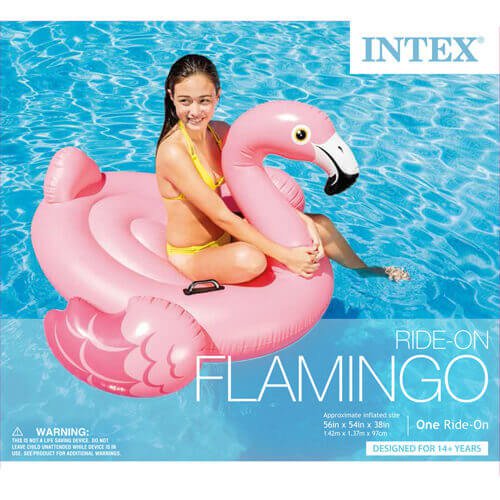 INTEX®
RIDE-ON
FLAMINGO
Approximate inflated size
56in x 54in x 38in
1.42m x 1.37m x 97cm
One Ride-On
DESIGNED FOR 14+ YEARS
WARNING:
THIS IS NOT A LIFE SAVING DEVICE. DO NOT
LEAVE CHILD UNATTENDED WHILE DEVICE IS IN
USE. SEE PRODUCT FOR ADDITIONAL WARNINGS.